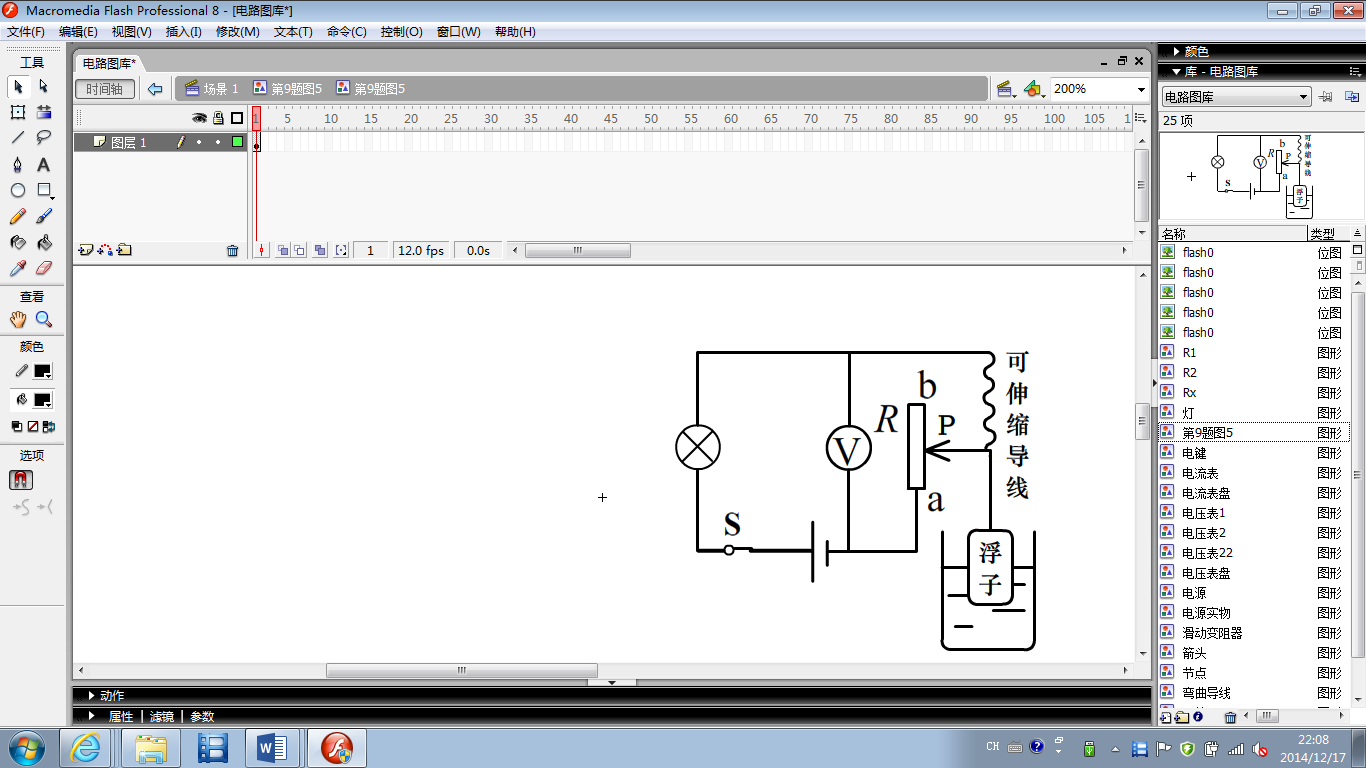 Macromedia Flash Professional 8 - [电路图库*]
文件(F) 编辑(E) 视图(V) 插入(I) 修改(M) 文本(T) 命令(C) 控制(O) 窗口(W) 帮助(H)
工具
查看
颜色
选项
电路图库*
时间轴 场景 1 第9题图5 第9题图5 200%
1 5 10 15 20 25 30 35 40 45 50 55 60 65 70 75 80 85 90 95 100 105 1
图层 1
1 12.0 fps 0.0s
可伸缩导线
b
R
P
V
a
S
浮子
动作
属性 滤镜 参数
颜色
库 - 电路图库
电路图库
25 项
b
R
P
V
a
S
可伸缩导线
浮子
名称 类型
flash0 位图
flash0 位图
flash0 位图
flash0 位图
flash0 位图
R1 图形
R2 图形
Rx 图形
灯 图形
第9题图5 图形
电键 图形
电流表 图形
电流表盘 图形
电压表1 图形
电压表2 图形
电压表22 图形
电压表盘 图形
电源 图形
电源实物 图形
滑动变阻器 图形
箭头 图形
节点 图形
弯曲导线 图形
CH
22:08
2014/12/17